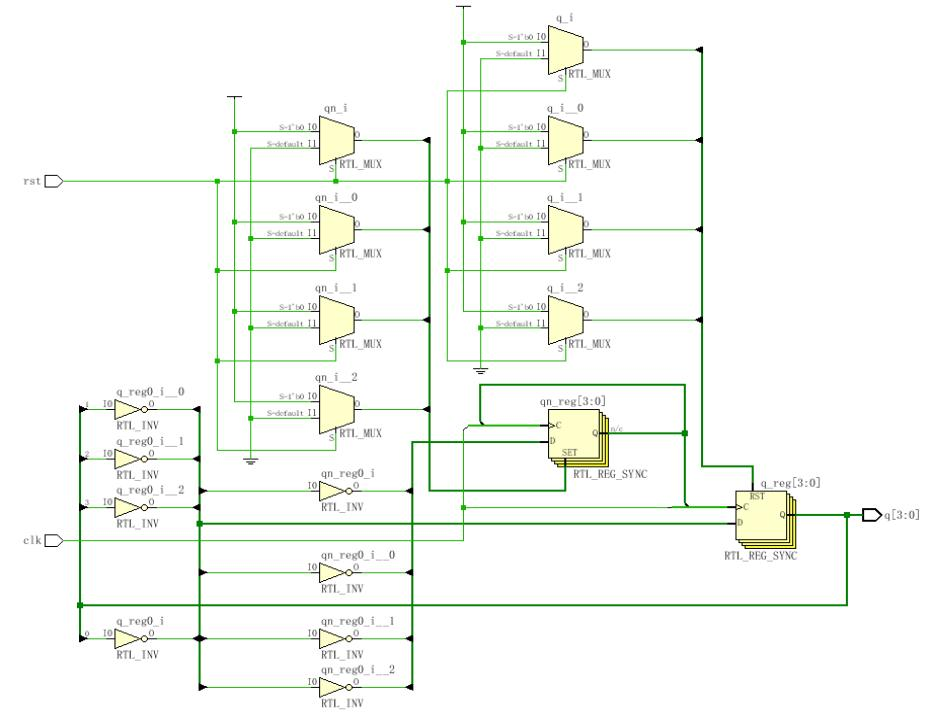 q_i
S=1'b0 I0 O
S=default I1
S RTL_MUX
qn_i
S=1'b0 I0 O
S=default I1
S RTL_MUX
q_i__0
S=1'b0 I0 O
S=default I1
S RTL_MUX
rst
qn_i__0
S=1'b0 I0 O
S=default I1
S RTL_MUX
q_i__1
S=1'b0 I0 O
S=default I1
S RTL_MUX
qn_i__1
S=1'b0 I0 O
S=default I1
S RTL_MUX
q_i__2
S=1'b0 I0 O
S=default I1
S RTL_MUX
qn_i__2
S=1'b0 I0 O
S=default I1
S RTL_MUX
q_reg0_i__0
1 I0 O
RTL_INV
q_reg0_i__1
2 I0 O
RTL_INV
q_reg0_i__2
3 I0 O
RTL_INV
qn_reg[3:0]
C
Q n/c
D
SET
RTL_REG_SYNC
qn_reg0_i
I0 O
RTL_INV
q_reg[3:0]
RST
C
Q
D
RTL_REG_SYNC
q[3:0]
clk
qn_reg0_i__0
I0 O
RTL_INV
q_reg0_i
0 I0 O
RTL_INV
qn_reg0_i__1
I0 O
RTL_INV
qn_reg0_i__2
I0 O
RTL_INV